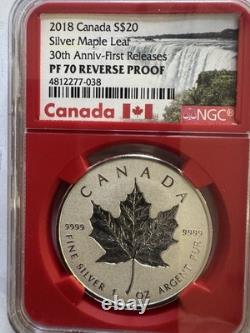 2018 Canada S$20
Silver Maple Leaf
30th Anniv-First Releases
PF 70 REVERSE PROOF
4812277-038
Canada
NGC
CANADA
9999 9999
FINE SILVER 1 OZ ARGENT PUR